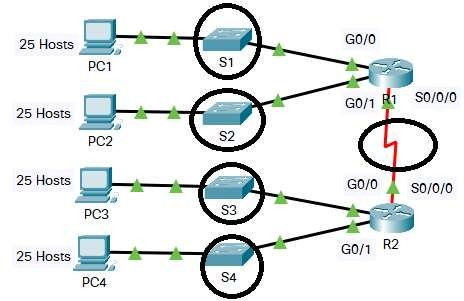 25 Hosts
PC1
S1
G0/0
R1
G0/1
S0/0/0
25 Hosts
PC2
S2
25 Hosts
PC3
S3
G0/0
S0/0/0
R2
G0/1
25 Hosts
PC4
S4